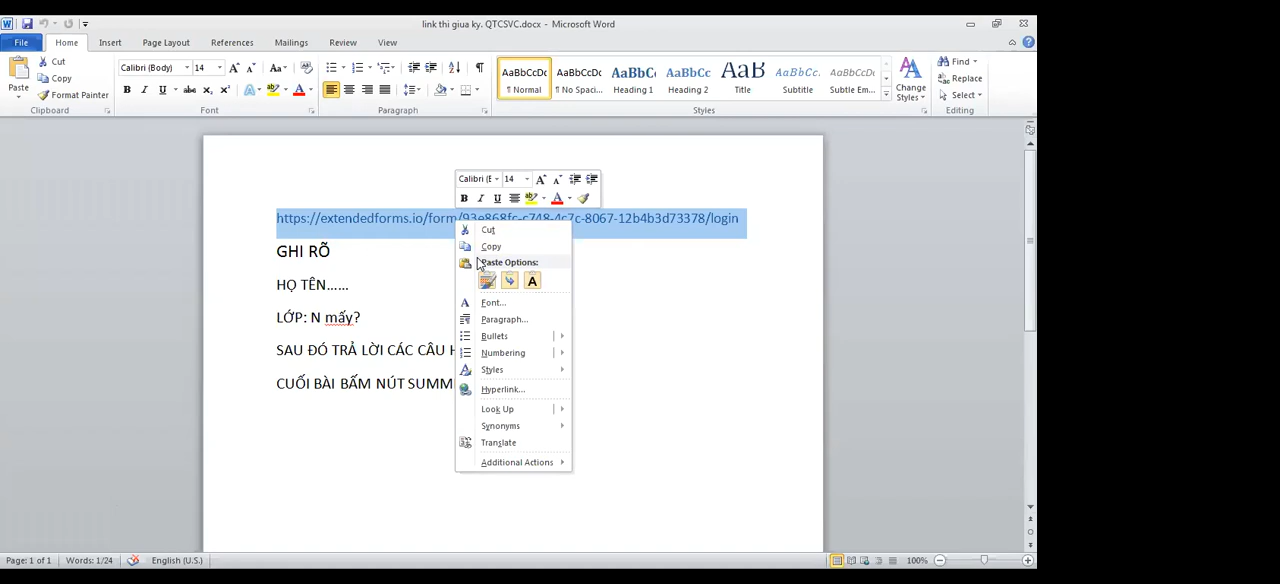 link thi giua ky. QTCSVC.docx - Microsoft Word
File Home Insert Page Layout References Mailings Review View
Paste
Cut
Copy
Format Painter
Clipboard
Calibri (Body) 14
Font
Paragraph
AaBbCcDc AaBbCcDc AaBbCc AaBbCc AaB AaBbCc. AaBbCcDc
¶ Normal ¶ No Spaci... Heading 1 Heading 2 Title Subtitle Subtle Em...
Change
Styles
Styles
Find
Replace
Select
Editing
Calibri (E 14
https://extendedforms.io/form/93e868fc-c748-4c7c-8067-12b4b3d73378/login
GHI RÕ
HỌ TÊN......
LỚP: N mấy?
SAU ĐÓ TRẢ LỜI CÁC CÂU
CUỐI BÀI BẤM NÚT SUMM
Cut
Copy
Paste Options:
Font...
Paragraph...
Bullets
Numbering
Styles
Hyperlink...
Look Up
Synonyms
Translate
Additional Actions
Page: 1 of 1 Words: 1/24 English (U.S.) 100%